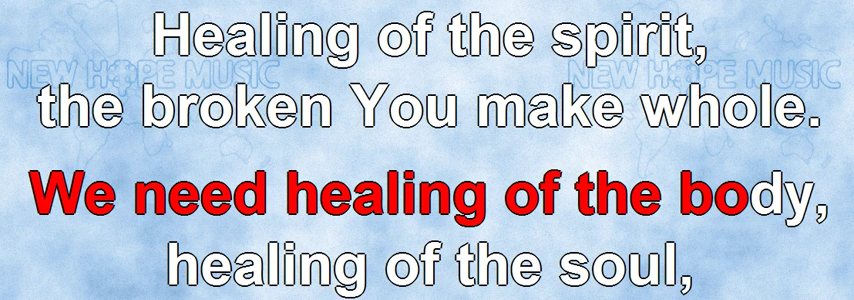 Healing of the spirit,
NEW HOPE MUSIC NEW HOPE MUSIC
the broken You make whole.
We need healing of the body,
healing of the soul,